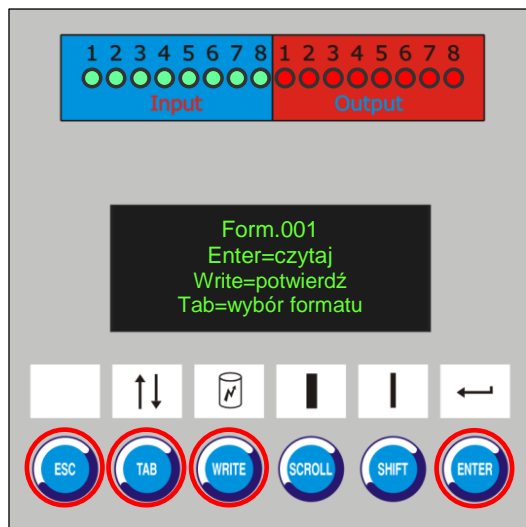 1 2 3 4 5 6 7 8 1 2 3 4 5 6 7 8
Input Output
Form.001
Enter=czytaj
Write=potwierdź
Tab=wybór formatu
ESC TAB WRITE SCROLL SHIFT ENTER